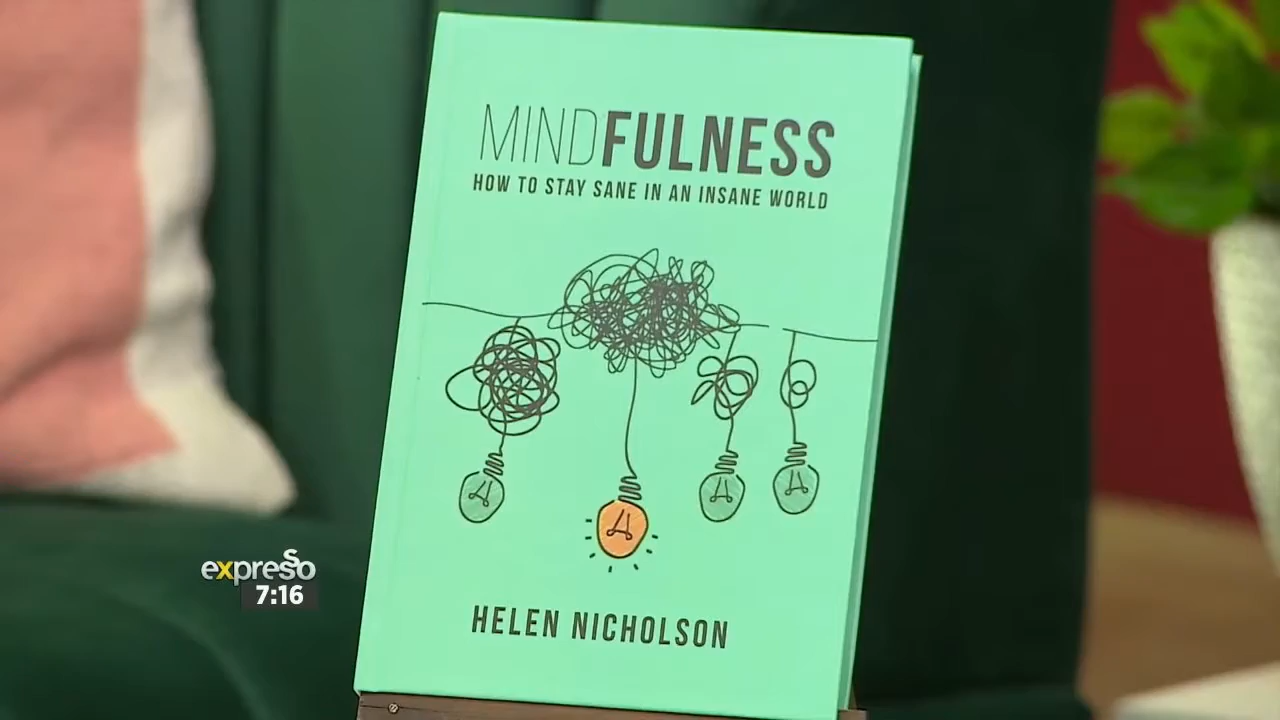 MINDFULNESS
HOW TO STAY SANE IN AN INSANE WORLD
HELEN NICHOLSON
expresso
7:16